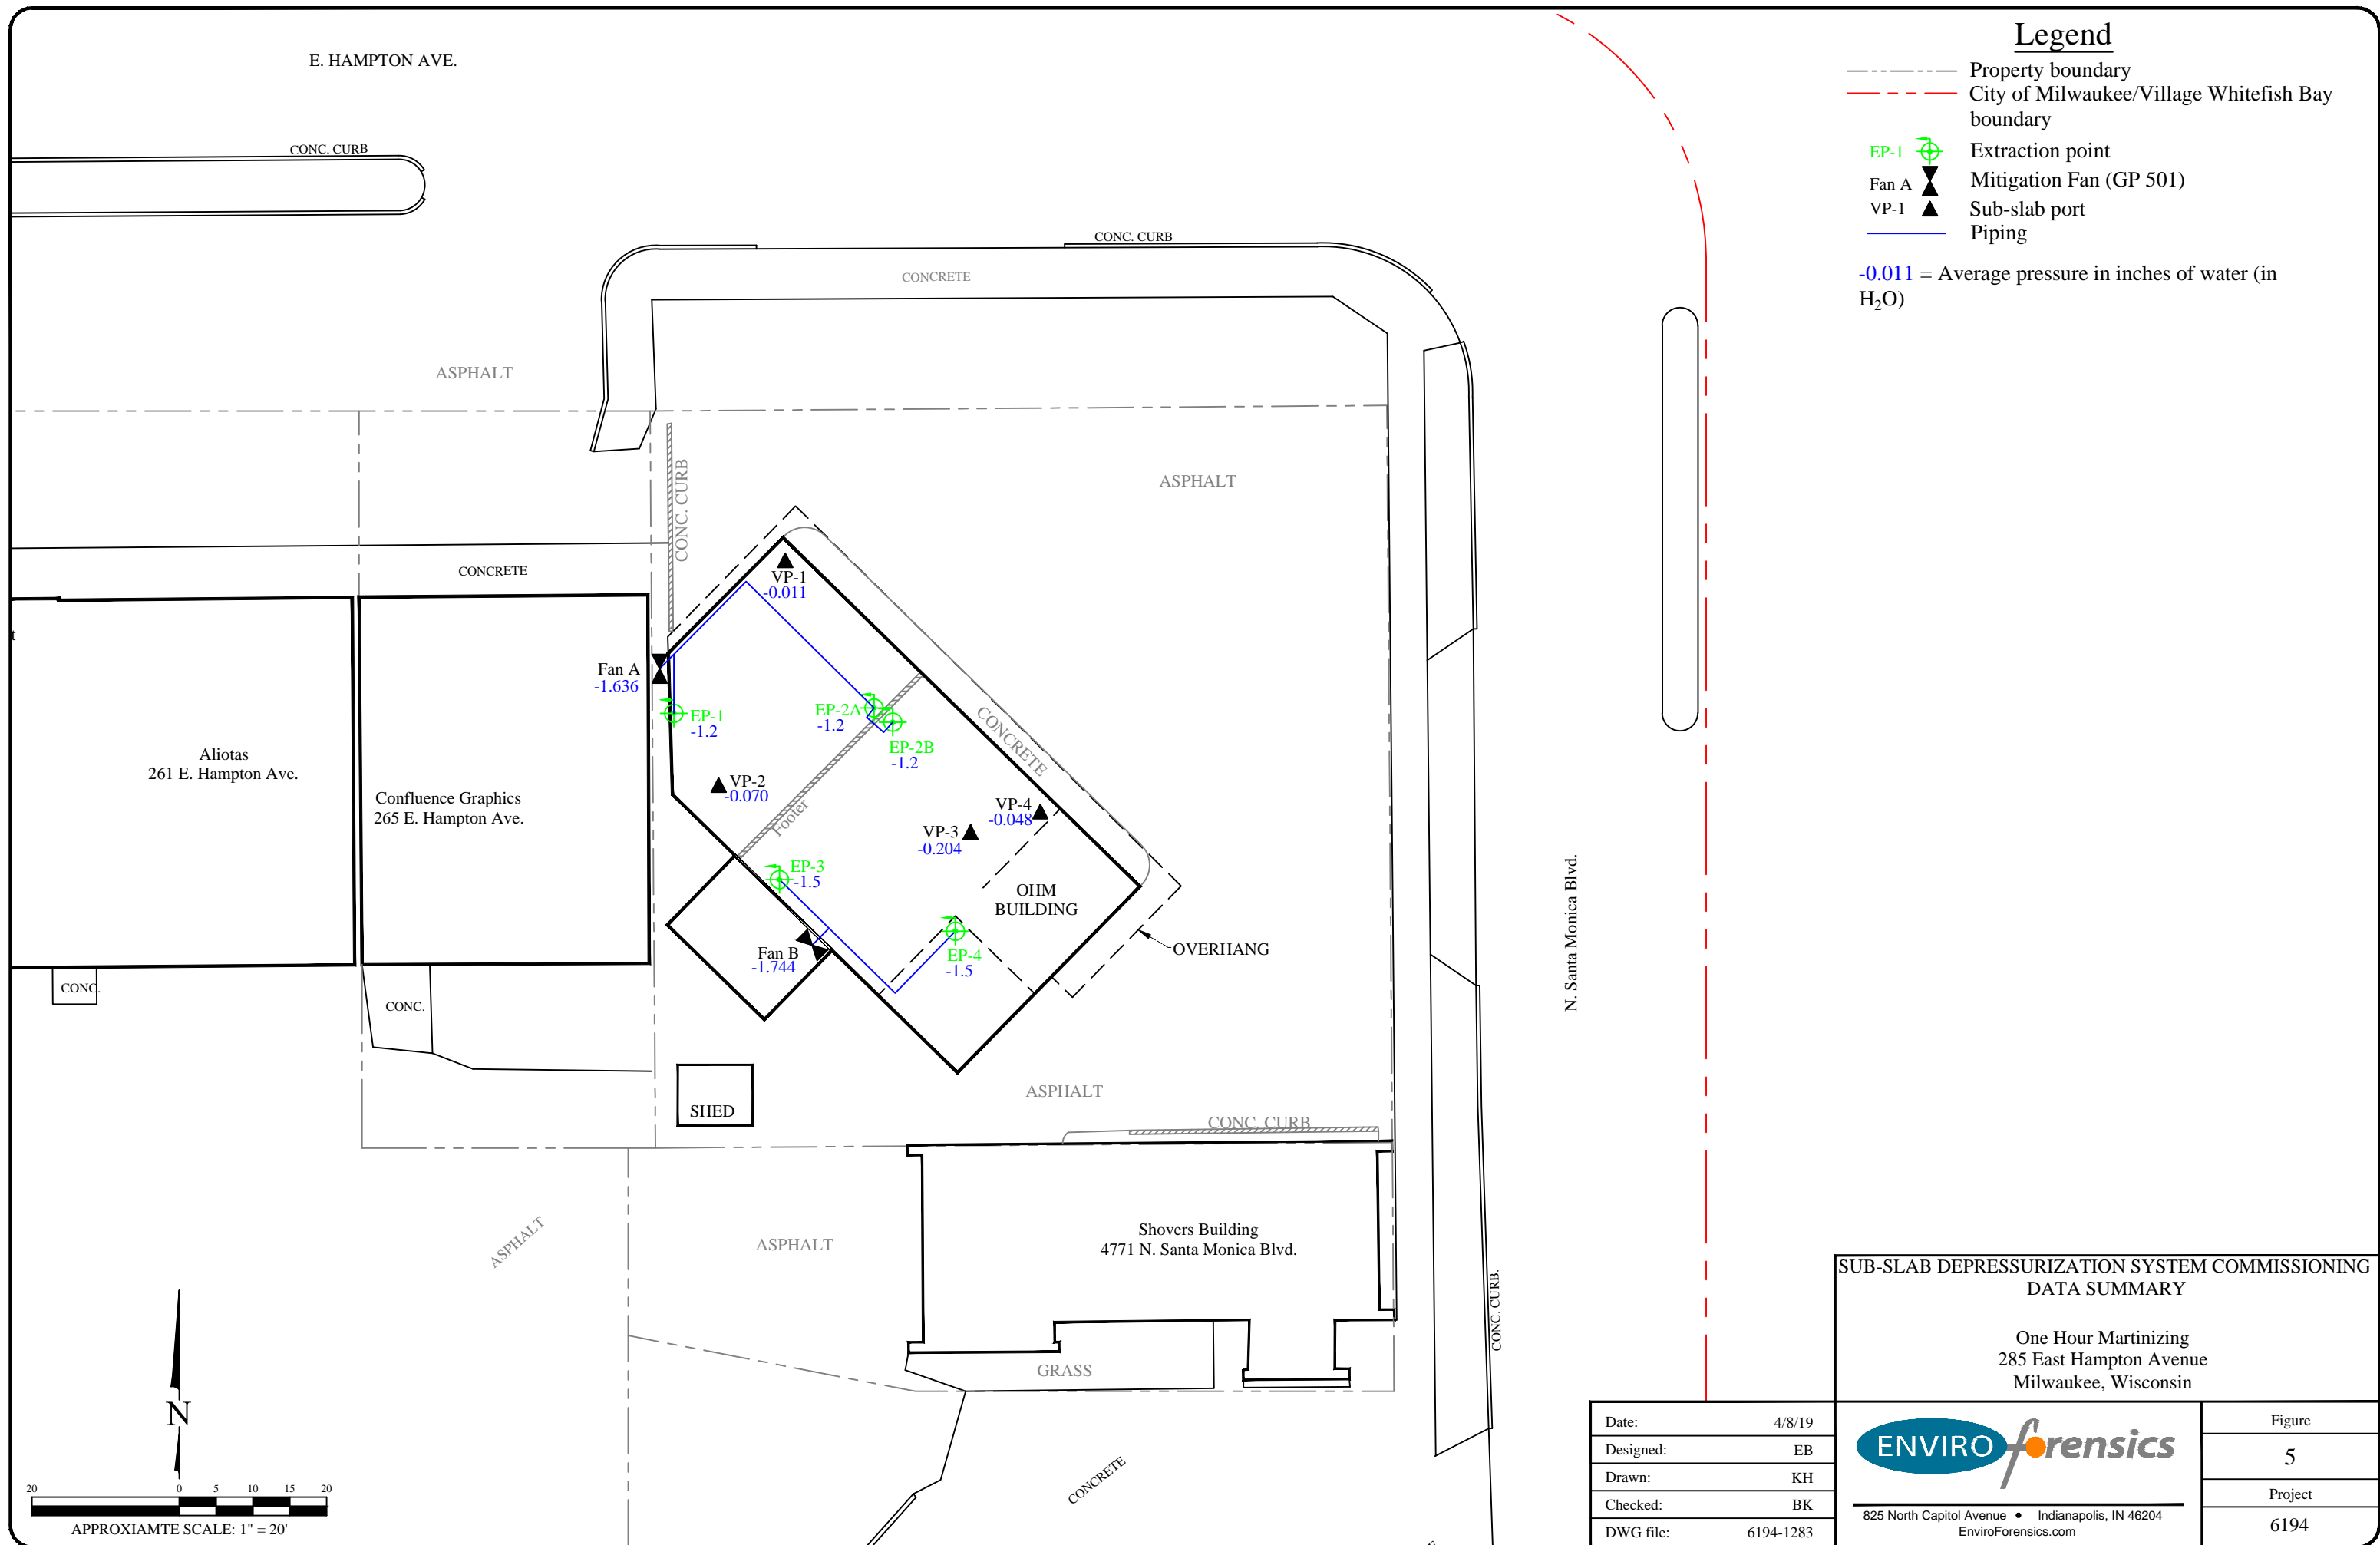 E. HAMPTON AVE.
Legend
Property boundary
City of Milwaukee/Village Whitefish Bay
boundary
EP-1 Extraction point
Fan A Mitigation Fan (GP 501)
VP-1 Sub-slab port
Piping
-0.011 = Average pressure in inches of water (in
H₂O)
CONC. CURB
CONC. CURB
CONCRETE
ASPHALT
CONC. CURB
ASPHALT
CONCRETE
VP-1
-0.011
t
Fan A
-1.636
EP-1
-1.2
EP-2A
-1.2
EP-2B
-1.2
CONCRETE
Aliotas
261 E. Hampton Ave.
Confluence Graphics
265 E. Hampton Ave.
VP-2
-0.070
Footer
VP-4
-0.048
VP-3
-0.204
EP-3
-1.5
OHM
BUILDING
Fan B
-1.744
EP-4
-1.5
OVERHANG
N. Santa Monica Blvd.
CONC.
CONC.
SHED
ASPHALT
CONC. CURB
ASPHALT
ASPHALT
Shovers Building
4771 N. Santa Monica Blvd.
CONC. CURB.
GRASS
CONCRETE
N
20 0 5 10 15 20
APPROXIAMTE SCALE: 1" = 20'
SUB-SLAB DEPRESSURIZATION SYSTEM COMMISSIONING
DATA SUMMARY
One Hour Martinizing
285 East Hampton Avenue
Milwaukee, Wisconsin
Date: 4/8/19
Designed: EB
Drawn: KH
Checked: BK
DWG file: 6194-1283
ENVIROforensics
825 North Capitol Avenue • Indianapolis, IN 46204
EnviroForensics.com
Figure
5
Project
6194